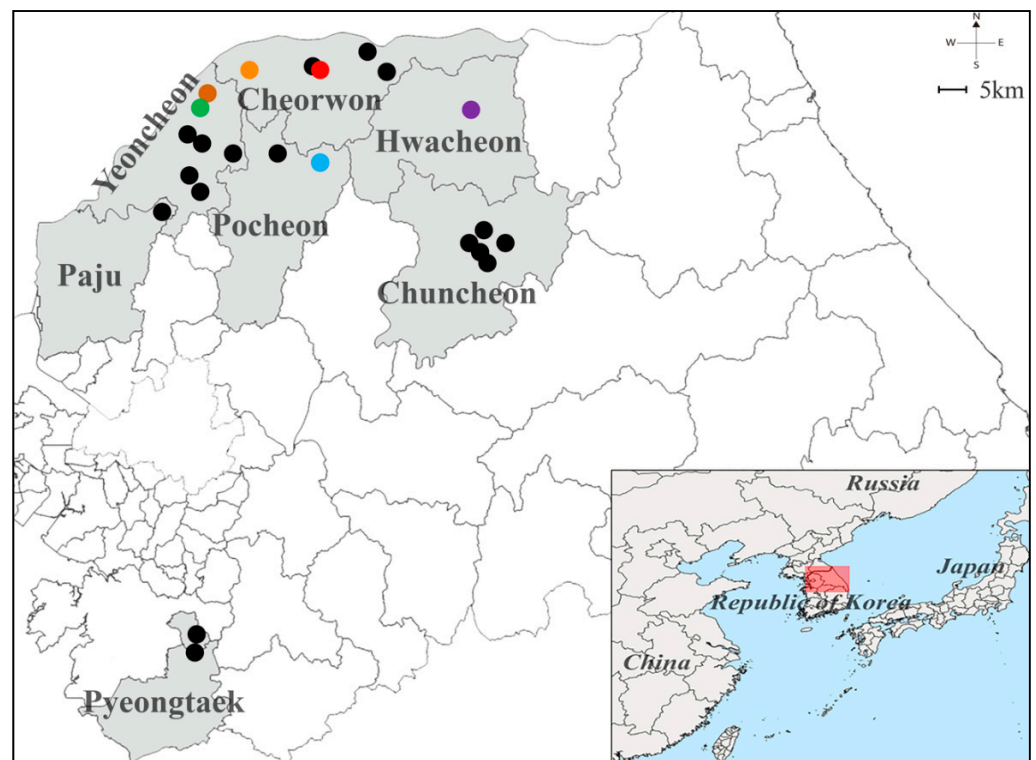 N
W E
S
5km
Cheorwon
Yeoncheon
Hwacheon
Pocheon
Paju
Chuncheon
Pyeongtaek
Russia
Japan
Republic of Korea
China